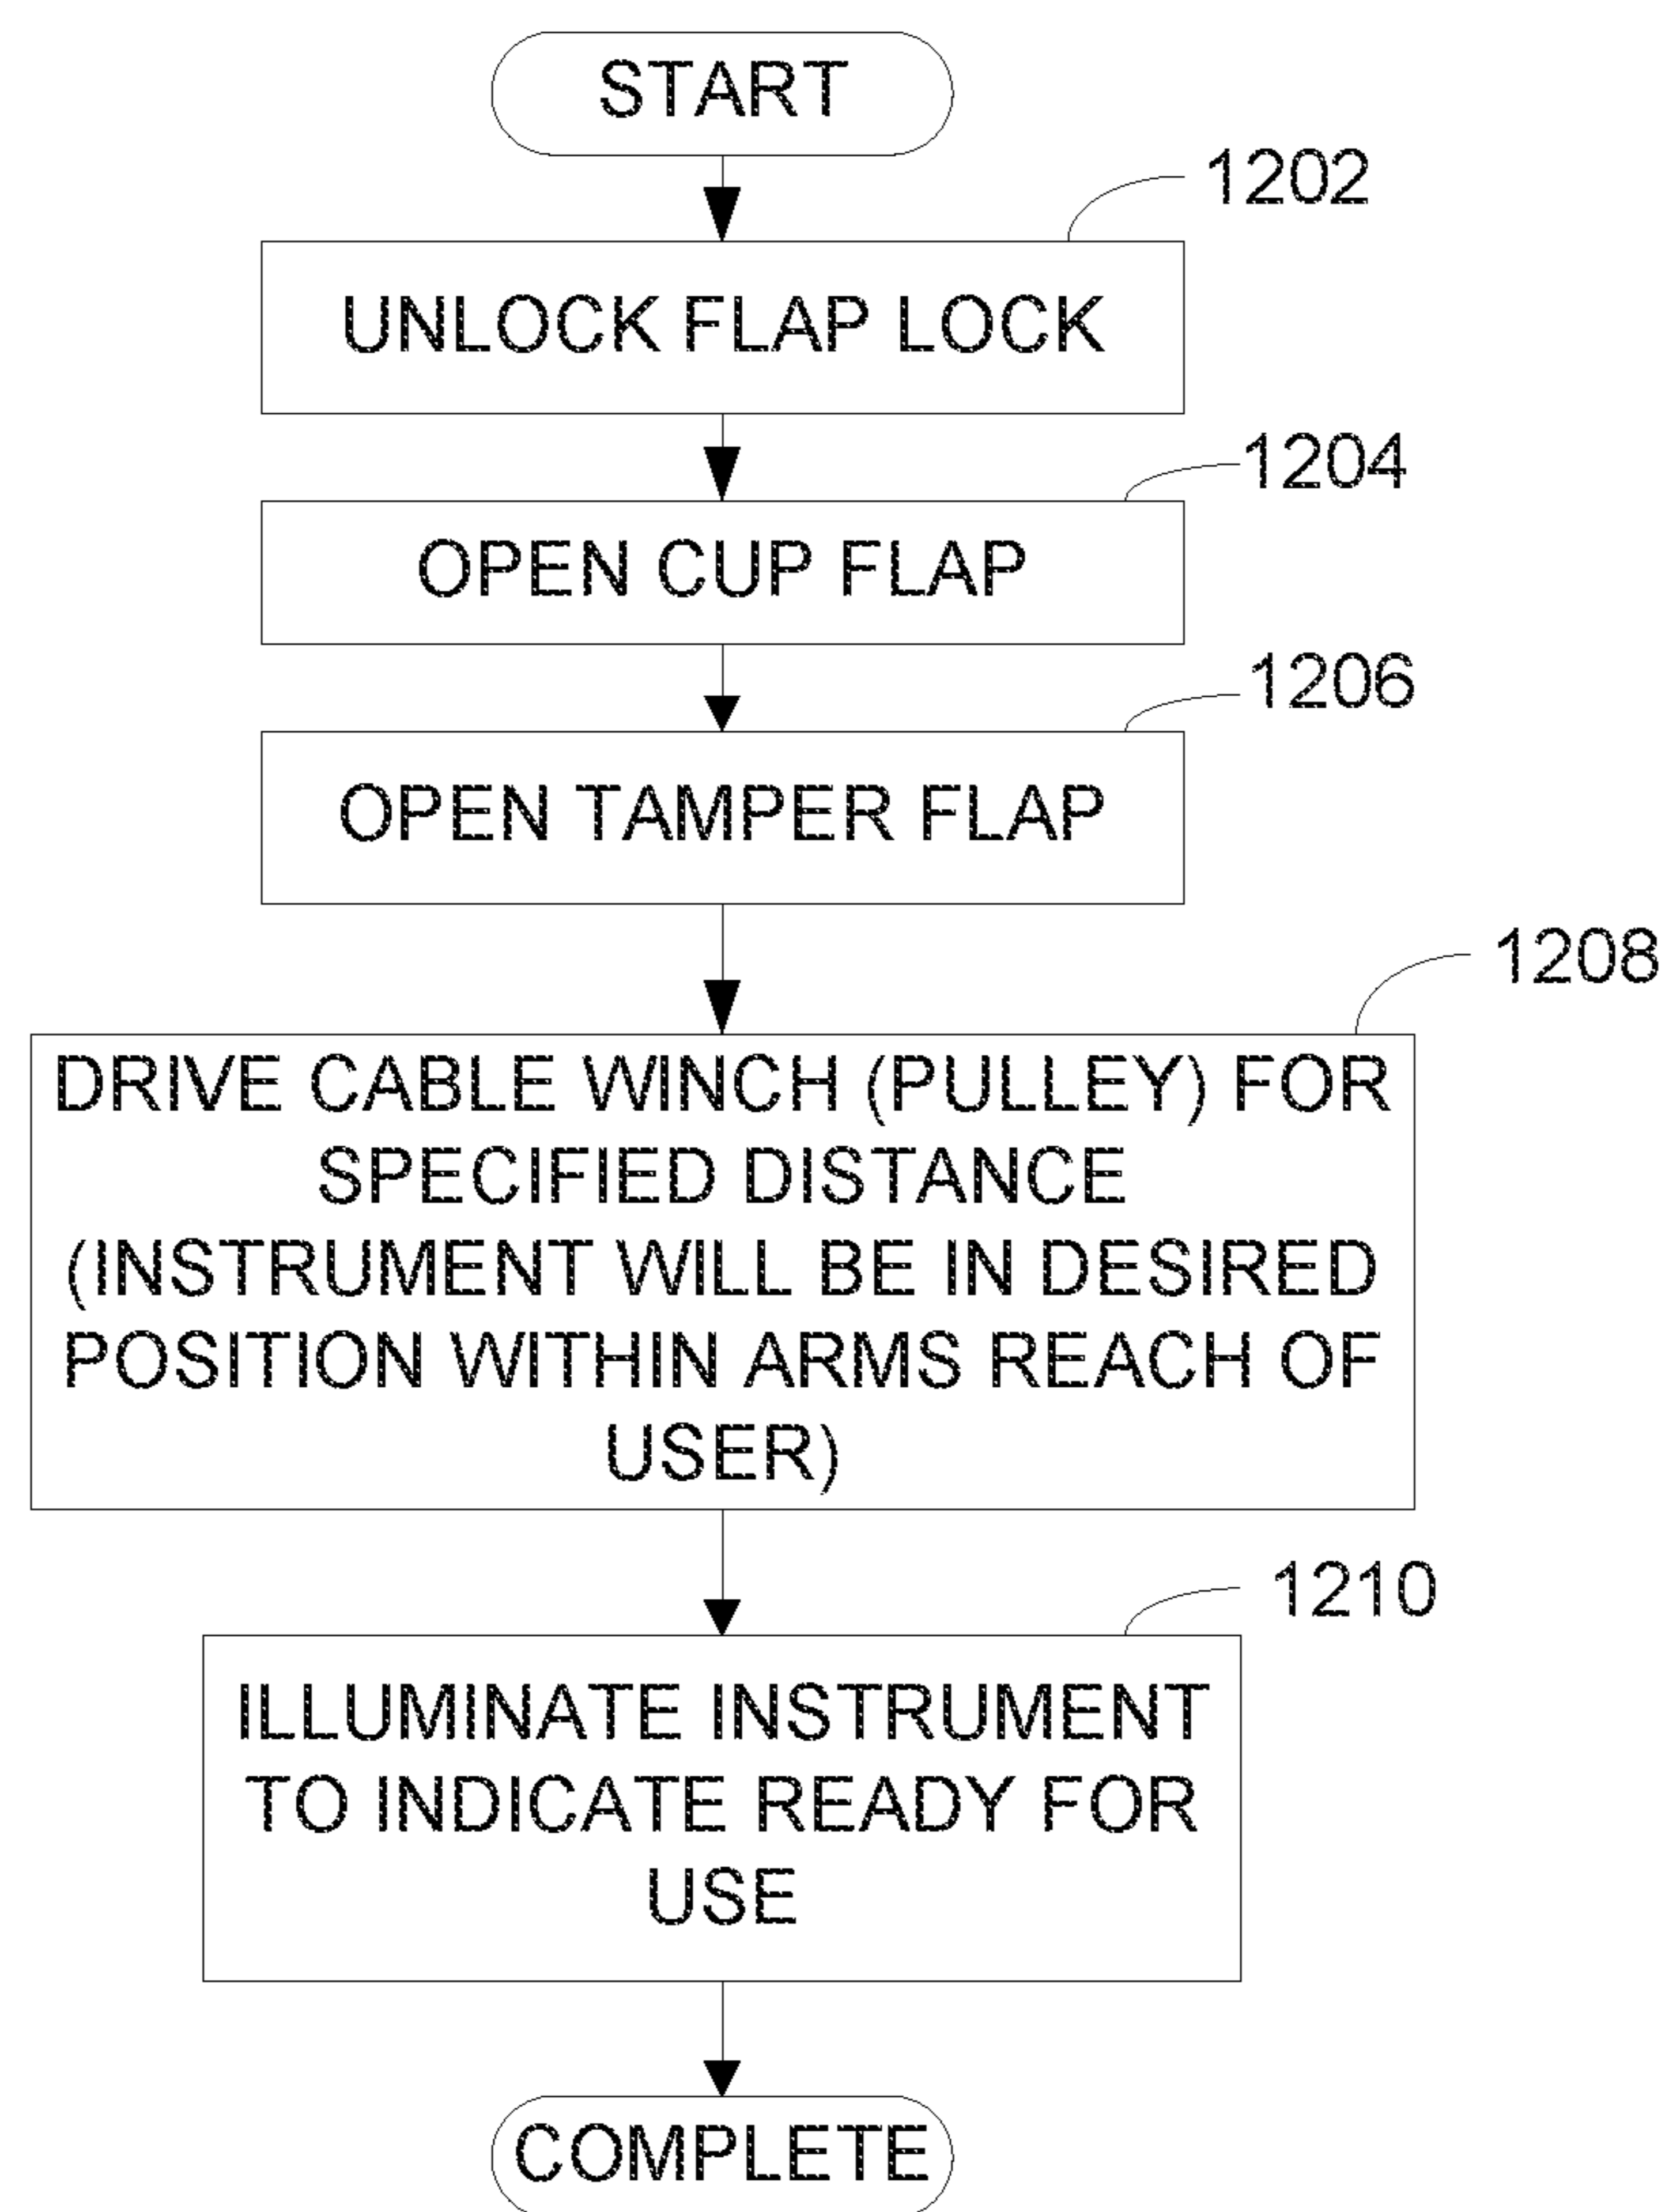 START
1202
UNLOCK FLAP LOCK
1204
OPEN CUP FLAP
1206
OPEN TAMPER FLAP
1208
DRIVE CABLE WINCH (PULLEY) FOR
SPECIFIED DISTANCE
(INSTRUMENT WILL BE IN DESIRED
POSITION WITHIN ARMS REACH OF
USER)
1210
ILLUMINATE INSTRUMENT
TO INDICATE READY FOR
USE
COMPLETE